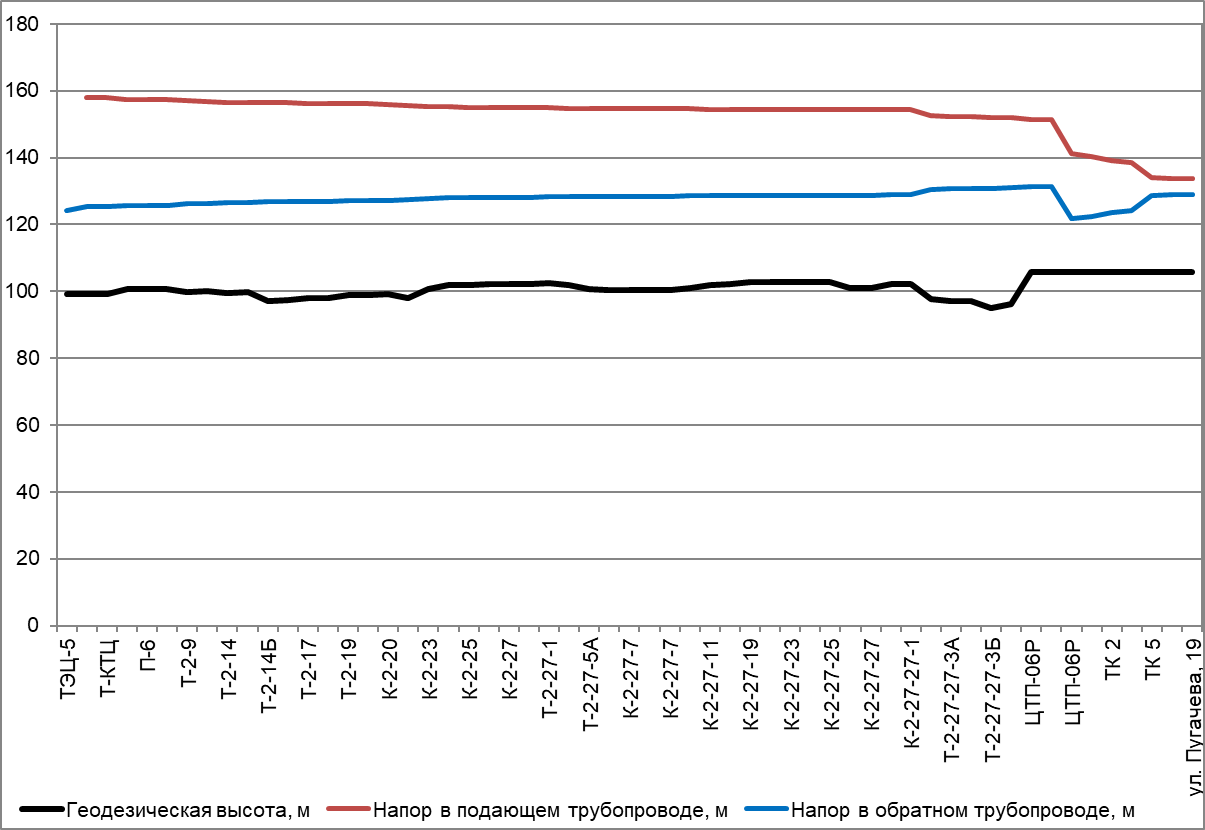 180
160
140
120
100
80
60
40
20
0
ТЭЦ-5
Т-КТЦ
П-6
Т-2-9
Т-2-14
Т-2-14Б
Т-2-17
Т-2-19
К-2-20
К-2-23
К-2-25
К-2-27
Т-2-27-1
Т-2-27-5А
К-2-27-7
К-2-27-7
К-2-27-11
К-2-27-19
К-2-27-23
К-2-27-25
К-2-27-27
К-2-27-27-1
Т-2-27-27-3А
Т-2-27-27-3Б
ЦТП-06Р
ЦТП-06Р
ТК 2
ТК 5
ул. Пугачева, 19
Геодезическая высота, м Напор в подающем трубопроводе, м Напор в обратном трубопроводе, м